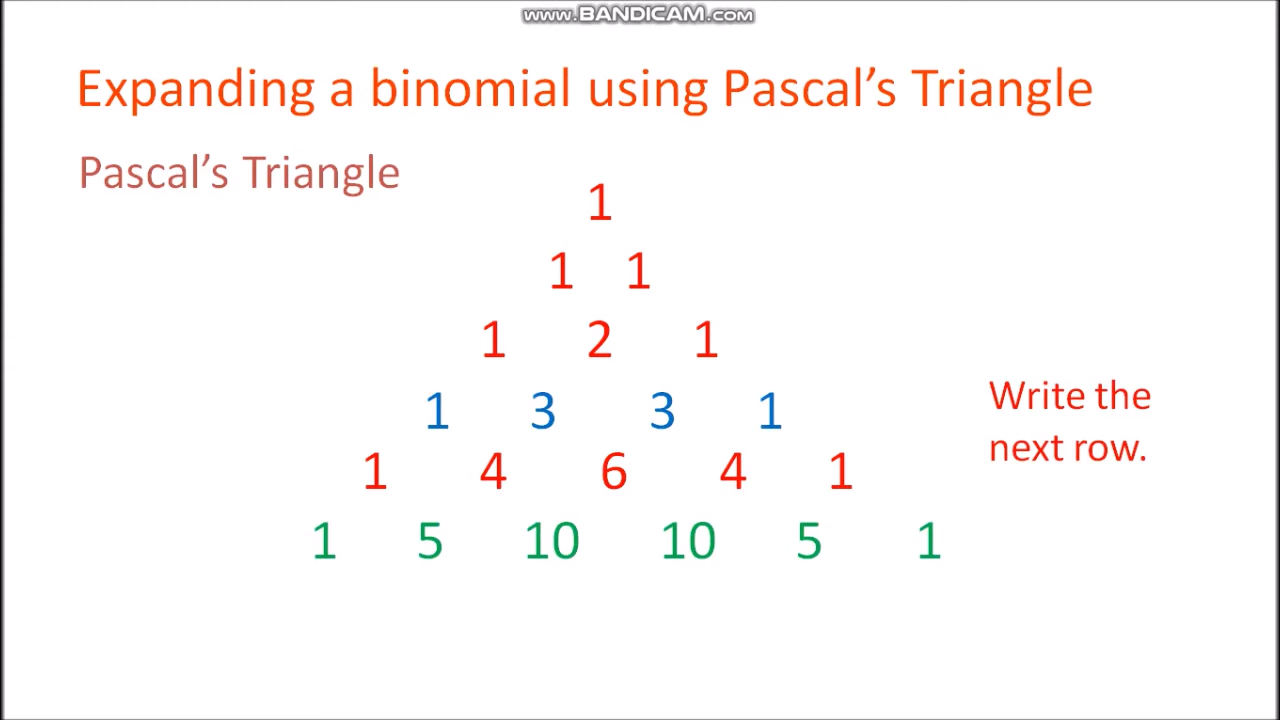 www.BANDICAM.com
Expanding a binomial using Pascal’s Triangle
Pascal’s Triangle
1
1 1
1 2 1
1 3 3 1
1 4 6 4 1
1 5 10 10 5 1
Write the
next row.